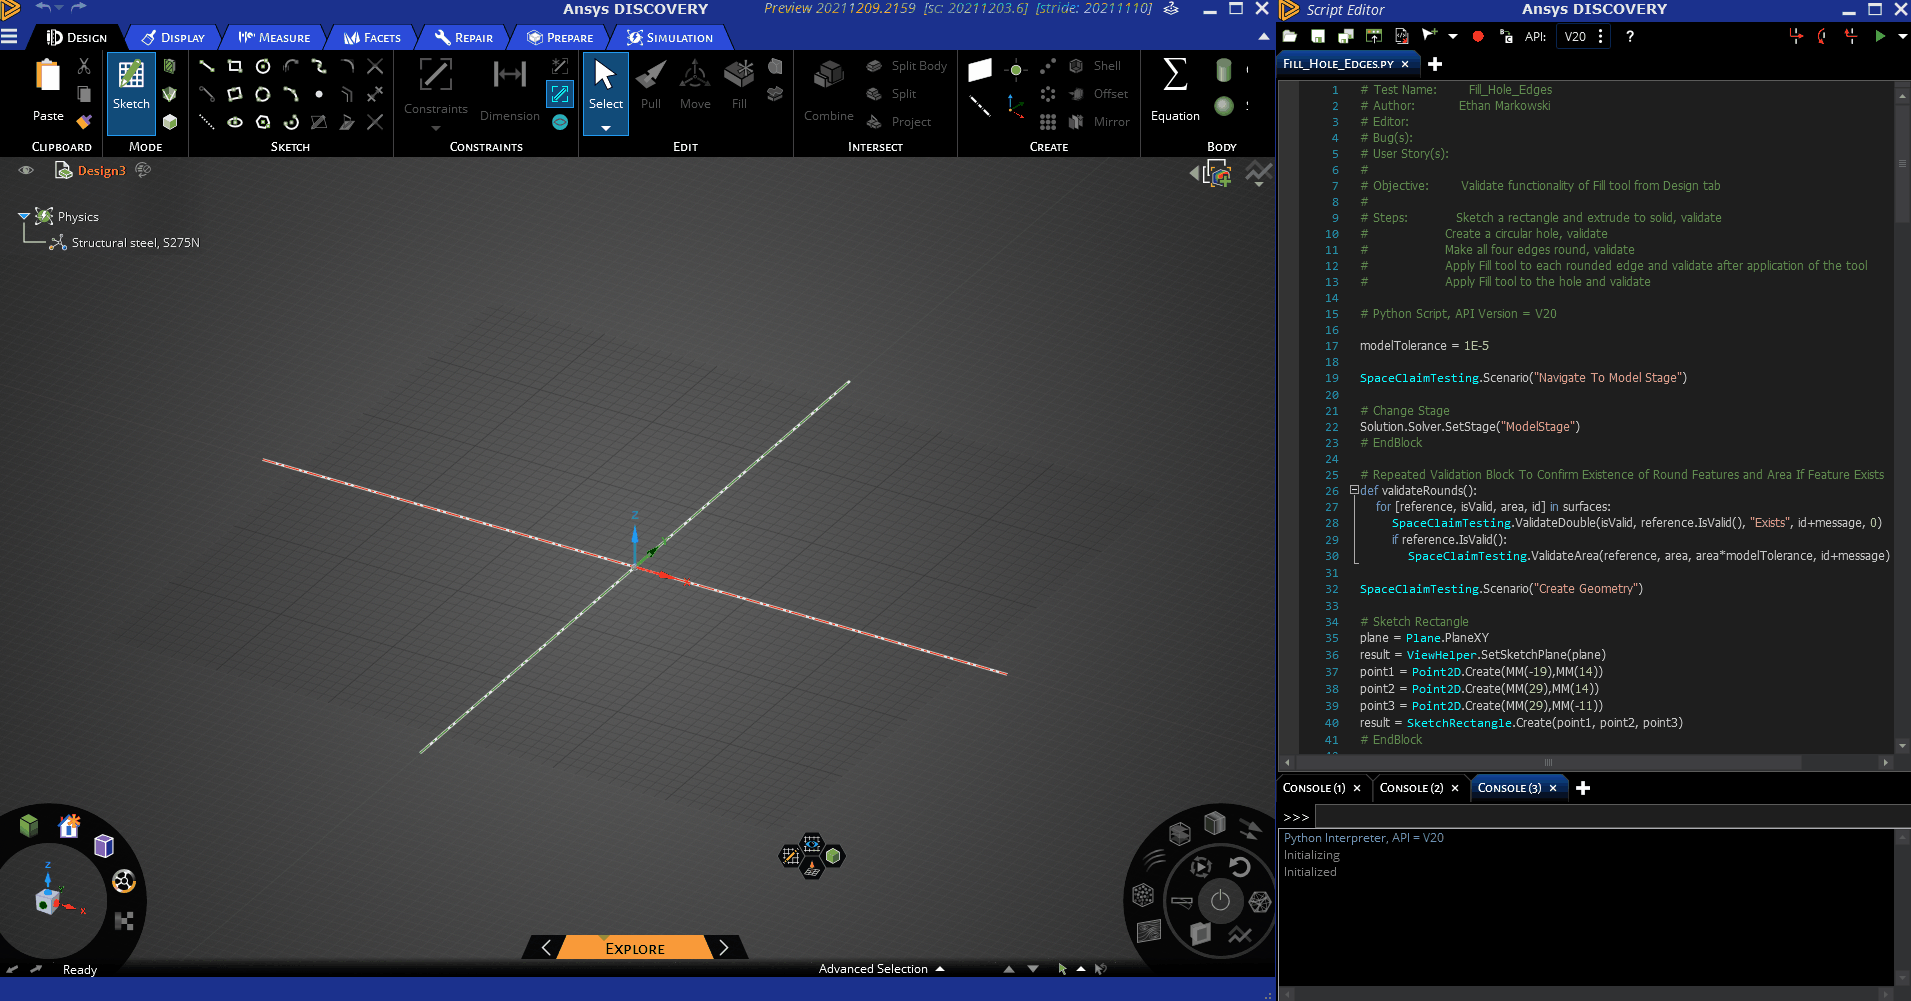 Ansys DISCOVERY
Preview 20211209.2159 [sc: 20211203.6] [stride: 20211110]
DESIGN DISPLAY MEASURE FACETS REPAIR PREPARE SIMULATION
Paste
Sketch
Constraints
Dimension
Select
Pull
Move
Fill
Combine
Split Body
Split
Project
Shell
Offset
Mirror
Equation
CLIPBOARD MODE SKETCH CONSTRAINTS EDIT INTERSECT CREATE BODY
Design3
Physics
Structural steel, S275N
Z
Z
X
EXPLORE
Ready
Advanced Selection
Script Editor
Ansys DISCOVERY
API: V20
?
FILL_HOLE_EDGES.PY
1 # Test Name: Fill_Hole_Edges
2 # Author: Ethan Markowski
3 # Editor:
4 # Bug(s):
5 # User Story(s):
6 #
7 # Objective: Validate functionality of Fill tool from Design tab
8 #
9 # Steps: Sketch a rectangle and extrude to solid, validate
10 # Create a circular hole, validate
11 # Make all four edges round, validate
12 # Apply Fill tool to each rounded edge and validate after application of the tool
13 # Apply Fill tool to the hole and validate
14
15 # Python Script, API Version = V20
16
17 modelTolerance = 1E-5
18
19 SpaceClaimTesting.Scenario("Navigate To Model Stage")
20
21 # Change Stage
22 Solution.Solver.SetStage("ModelStage")
23 # EndBlock
24
25 # Repeated Validation Block To Confirm Existence of Round Features and Area If Feature Exists
26 def validateRounds():
27 for [reference, isValid, area, id] in surfaces:
28 SpaceClaimTesting.ValidateDouble(isValid, reference.IsValid(), "Exists", id+message, 0)
29 if reference.IsValid():
30 SpaceClaimTesting.ValidateArea(reference, area, area*modelTolerance, id+message)
31
32 SpaceClaimTesting.Scenario("Create Geometry")
33
34 # Sketch Rectangle
35 plane = Plane.PlaneXY
36 result = ViewHelper.SetSketchPlane(plane)
37 point1 = Point2D.Create(MM(-19),MM(14))
38 point2 = Point2D.Create(MM(29),MM(14))
39 point3 = Point2D.Create(MM(29),MM(-11))
40 result = SketchRectangle.Create(point1, point2, point3)
41 # EndBlock
CONSOLE (1) CONSOLE (2) CONSOLE (3)
>>>
Python Interpreter, API = V20
Initializing
Initialized